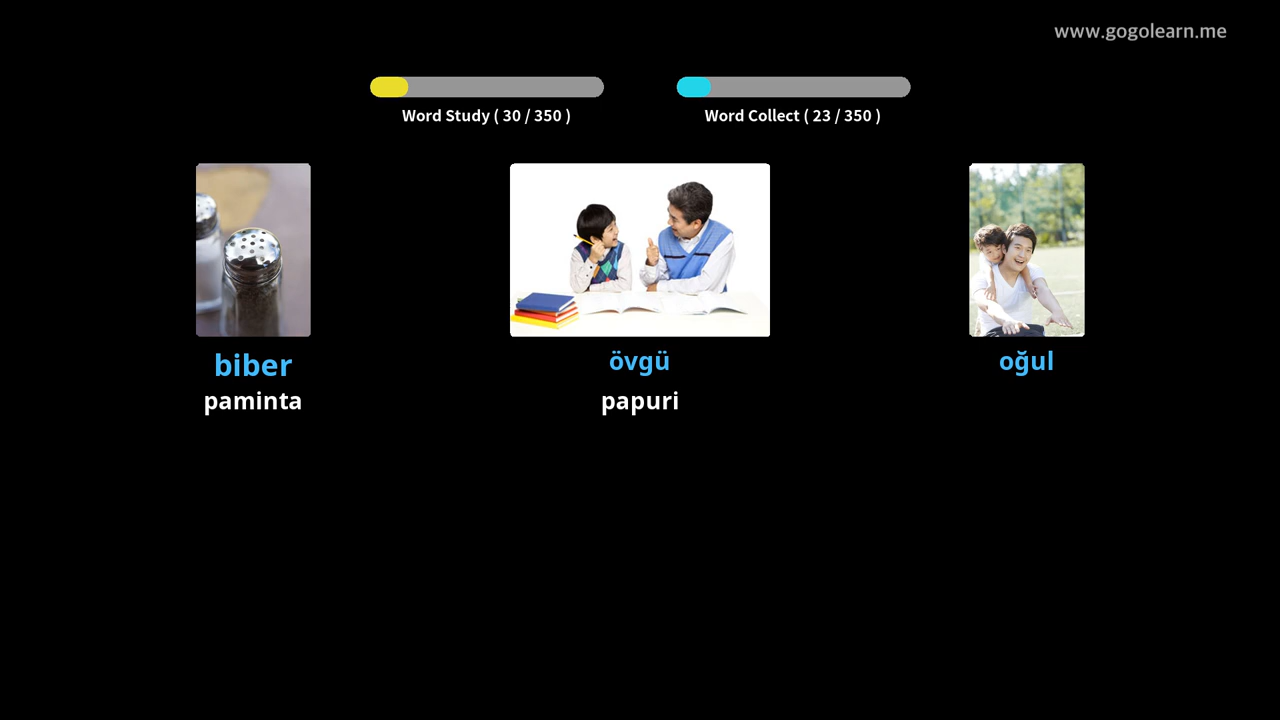 www.gogolearn.me
Word Study ( 30 / 350 )
Word Collect ( 23 / 350 )
biber
övgü
oğul
paminta
papuri